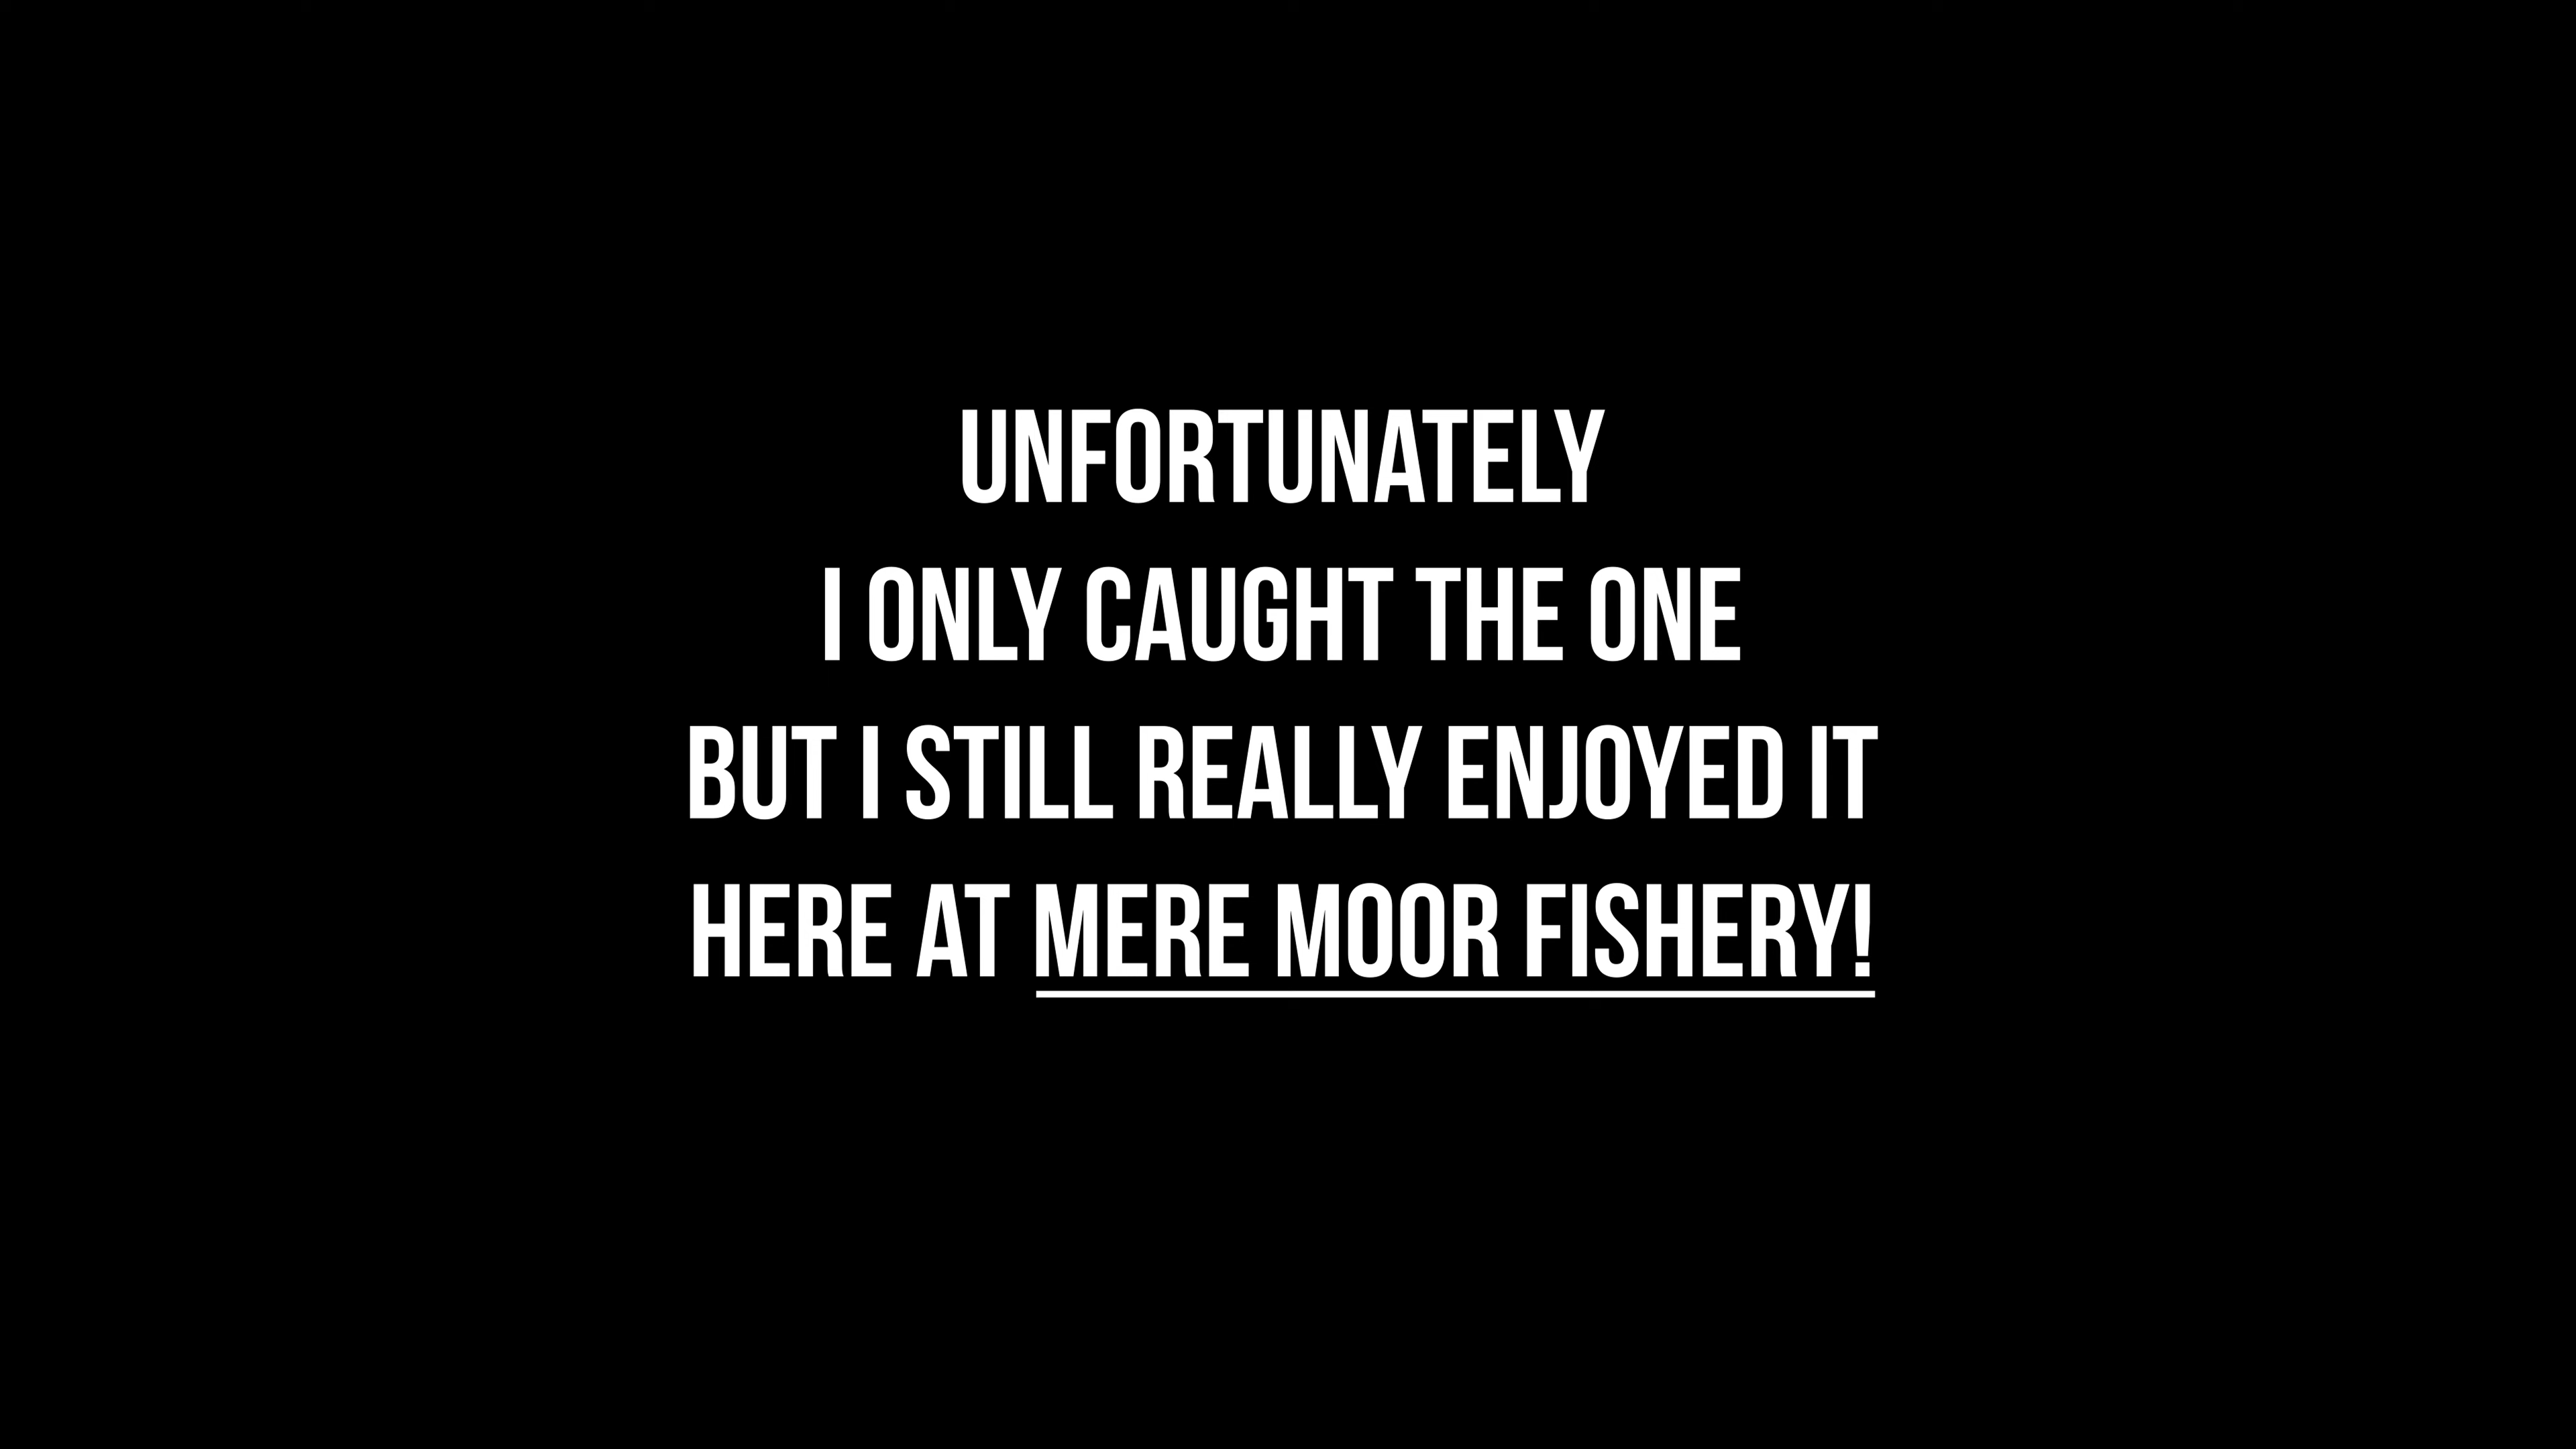 UNFORTUNATELY
I ONLY CAUGHT THE ONE
BUT I STILL REALLY ENJOYED IT
HERE AT MERE MOOR FISHERY!